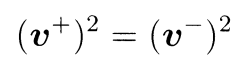 (𝒗⁺)² = (𝒗⁻)²